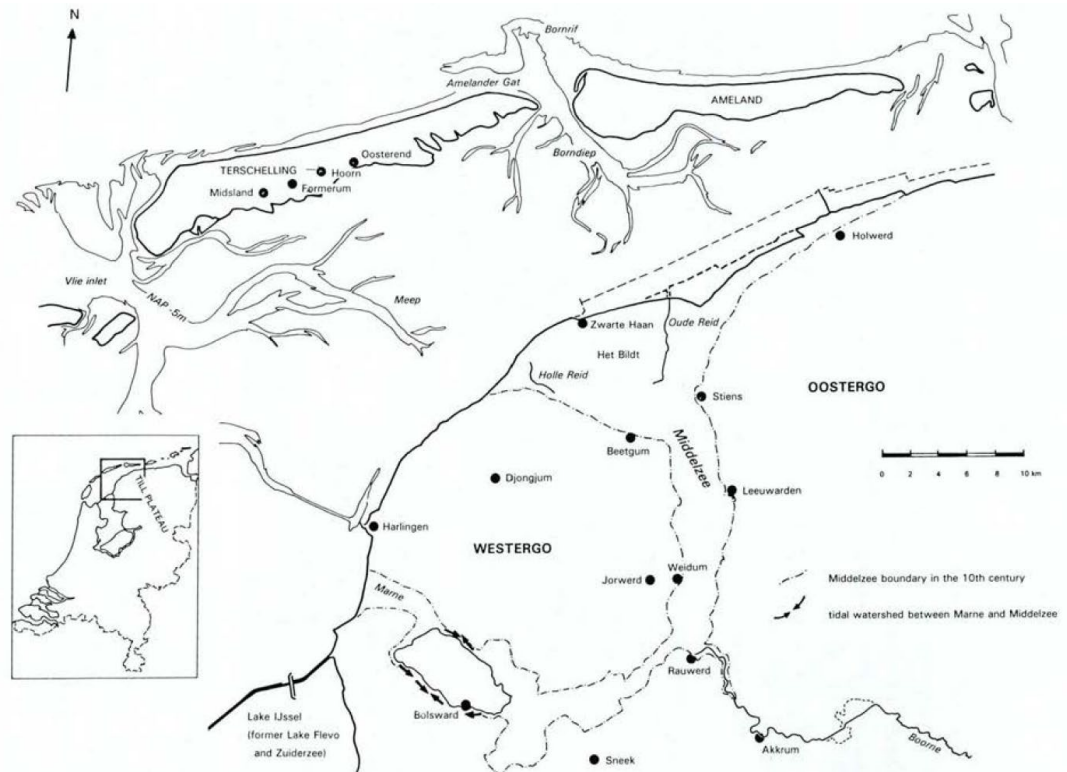 N
Bornrif
Amelander Gat
AMELAND
Oosterend
TERSCHELLING
Hoorn
Borndiep
Midsland
Formerum
Holwerd
Vlie inlet
NAP -5m
Meep
Zwarte Haan
Oude Reid
Het Bildt
Holle Reid
OOSTERGO
Stiens
Middelzee
Beetgum
0 2 4 6 8 10 km
TILL PLATEAU
Djongjum
Leeuwarden
Harlingen
WESTERGO
Weidum
Jorwerd
Middelzee boundary in the 10th century
Marne
tidal watershed between Marne and Middelzee
Rauwerd
Bolsward
Lake IJssel
(former Lake Flevo
and Zuiderzee)
Akkrum
Boorne
Sneek